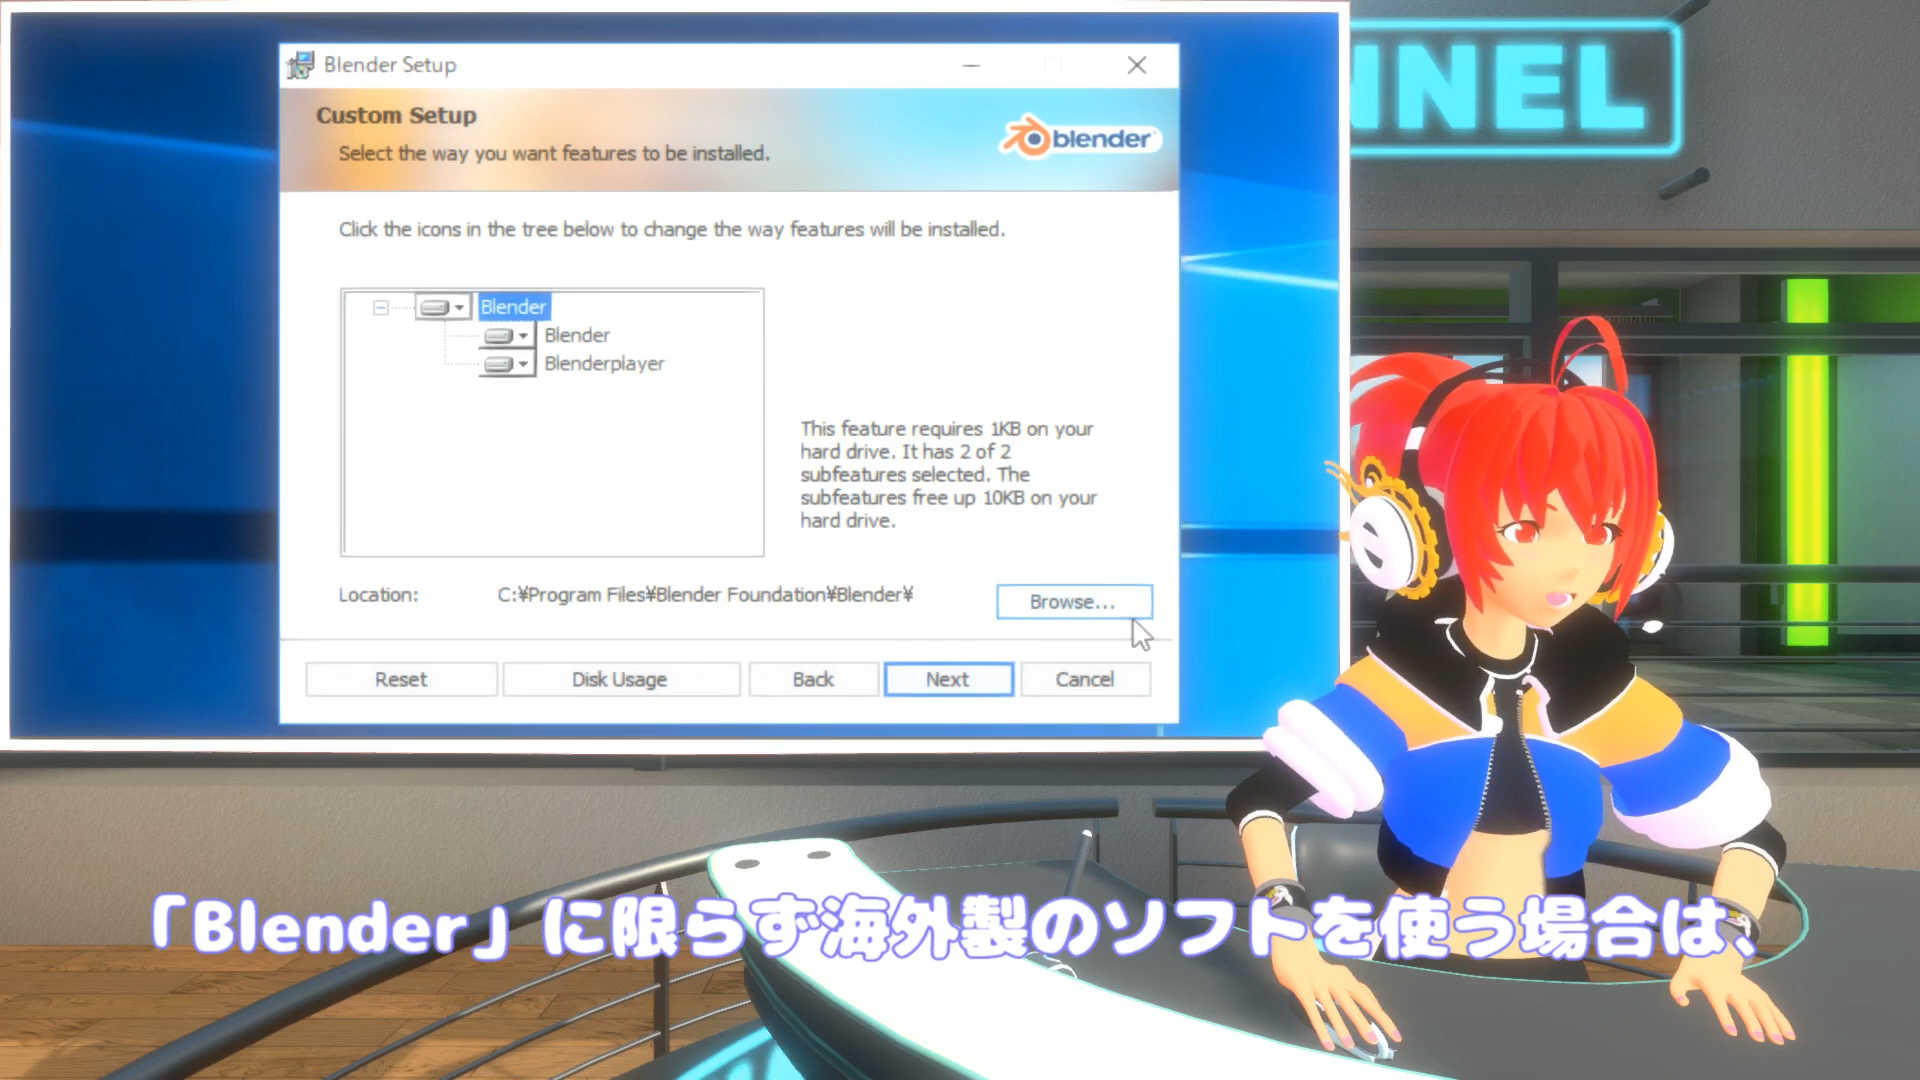 Blender Setup
NNEL
Custom Setup
Select the way you want features to be installed.
blender
Click the icons in the tree below to change the way features will be installed.
Blender
Blender
Blenderplayer
This feature requires 1KB on your
hard drive. It has 2 of 2
subfeatures selected. The
subfeatures free up 10KB on your
hard drive.
Location:
C:¥Program Files¥Blender Foundation¥Blender¥
Browse...
Reset
Disk Usage
Back
Next
Cancel
「Blender」に限らず海外製のソフトを使う場合は、